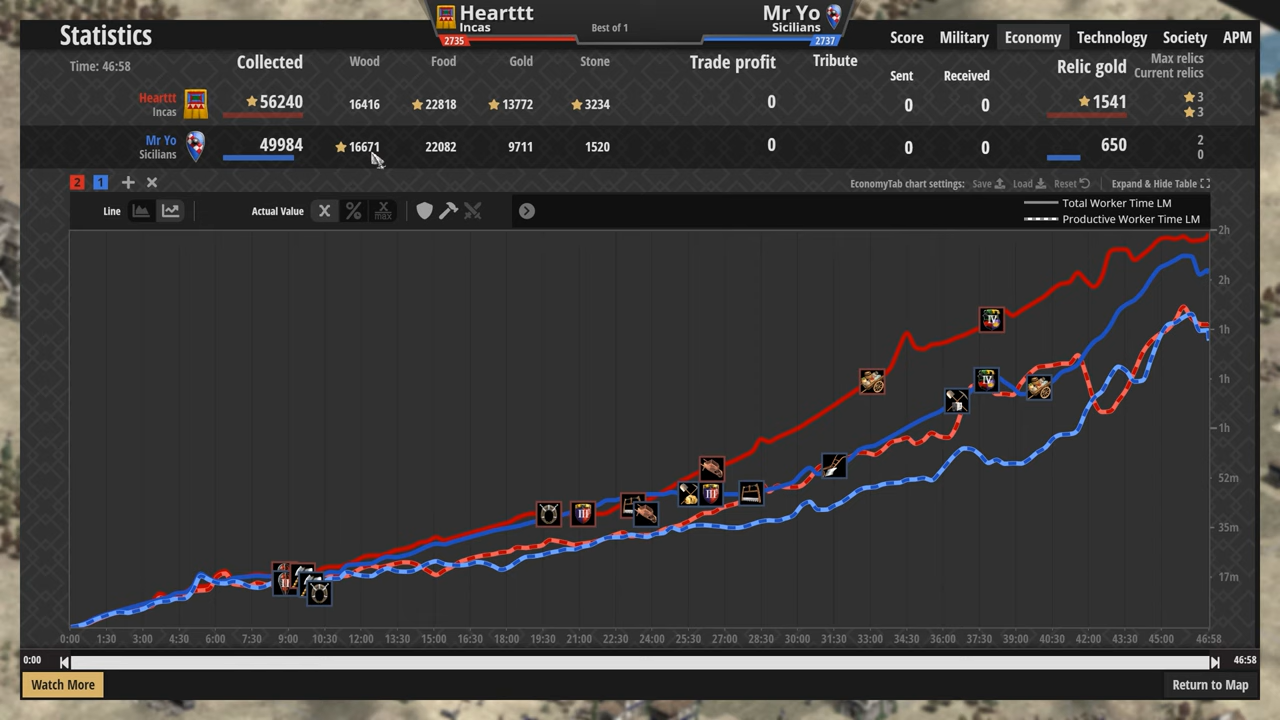 Hearttt
Incas
2735
Best of 1
Mr Yo
Sicilians
2737
Statistics
Score Military Economy Technology Society APM
Time: 46:58
Collected Wood Food Gold Stone Trade profit Tribute Sent Received Relic gold Max relics
Current relics
Hearttt
Incas
56240 16416 22818 13772 3234 0 0 0 1541 3
3
Mr Yo
Sicilians
49984 16671 22082 9711 1520 0 0 0 650 2
0
2 1 + ×
EconomyTab chart settings: Save Load Reset Expand & Hide Table
Line Actual Value X % X/max
Total Worker Time LM
Productive Worker Time LM
2h
2h
1h
1h
1h
52m
35m
17m
II
III
III
IV
IV
0:00 1:30 3:00 4:30 6:00 7:30 9:00 10:30 12:00 13:30 15:00 16:30 18:00 19:30 21:00 22:30 24:00 25:30 27:00 28:30 30:00 31:30 33:00 34:30 36:00 37:30 39:00 40:30 42:00 43:30 45:00 46:58
0:00 46:58
Watch More Return to Map